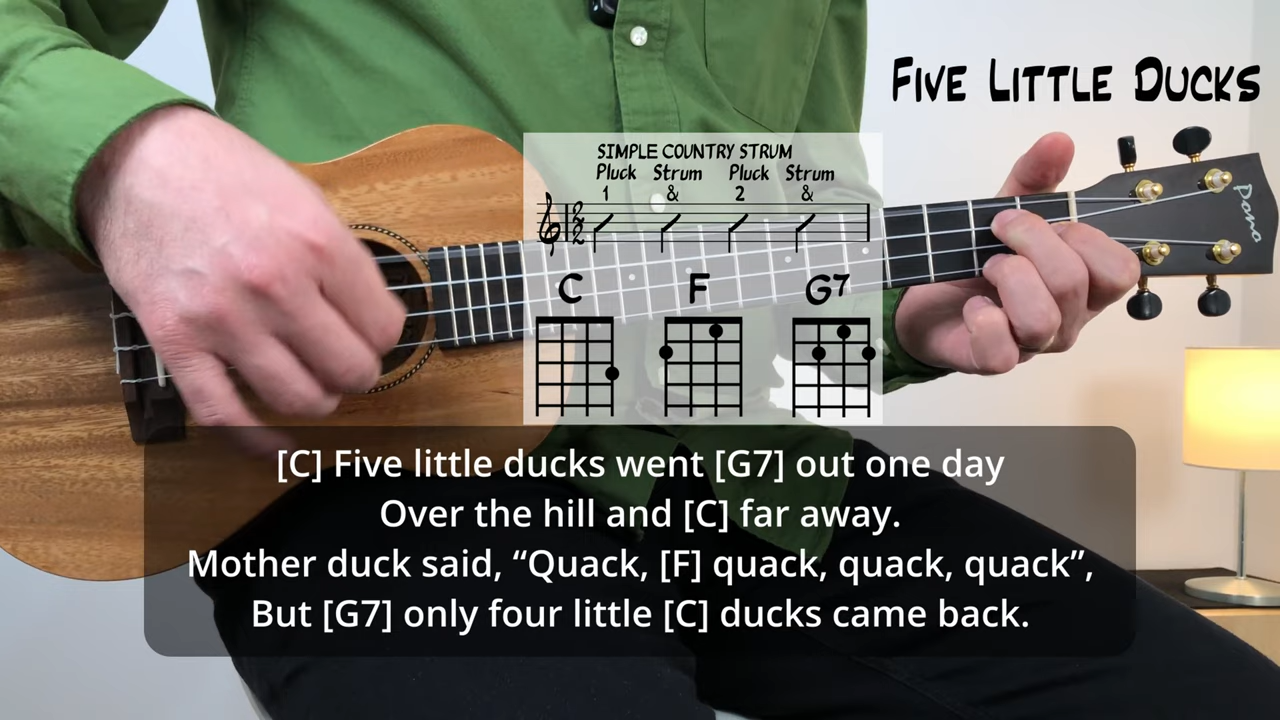 FIVE LITTLE DUCKS
SIMPLE COUNTRY STRUM
Pluck Strum Pluck Strum
1 & 2 &
2
2
C F G7
Pono
[C] Five little ducks went [G7] out one day
Over the hill and [C] far away.
Mother duck said, “Quack, [F] quack, quack, quack”,
But [G7] only four little [C] ducks came back.